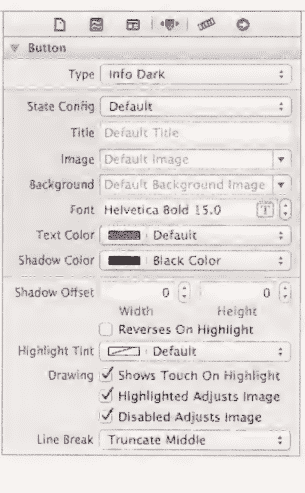 Button
Type Info Dark
State Config Default
Title Default Title
Image Default Image
Background Default Background Image
Font Helvetica Bold 15.0
Text Color Default
Shadow Color Black Color
Shadow Offset 0 0
Width Height
Reverses On Highlight
Highlight Tint Default
Drawing Shows Touch On Highlight
Highlighted Adjusts Image
Disabled Adjusts Image
Line Break Truncate Middle